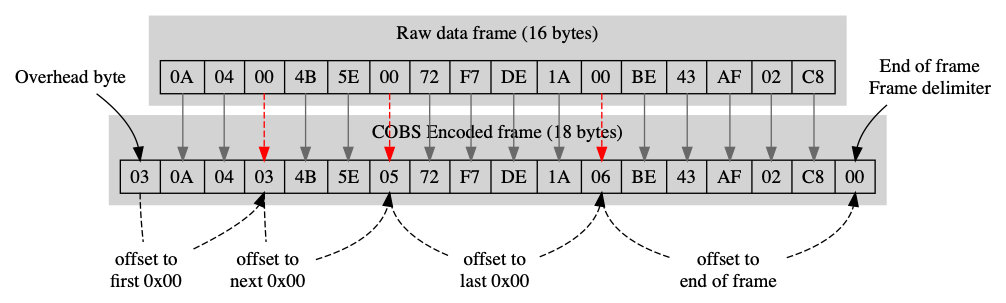 Raw data frame (16 bytes)
0A 04 00 4B 5E 00 72 F7 DE 1A 00 BE 43 AF 02 C8
Overhead byte
End of frame
Frame delimiter
COBS Encoded frame (18 bytes)
03 0A 04 03 4B 5E 05 72 F7 DE 1A 06 BE 43 AF 02 C8 00
offset to
first 0x00
offset to
next 0x00
offset to
last 0x00
offset to
end of frame